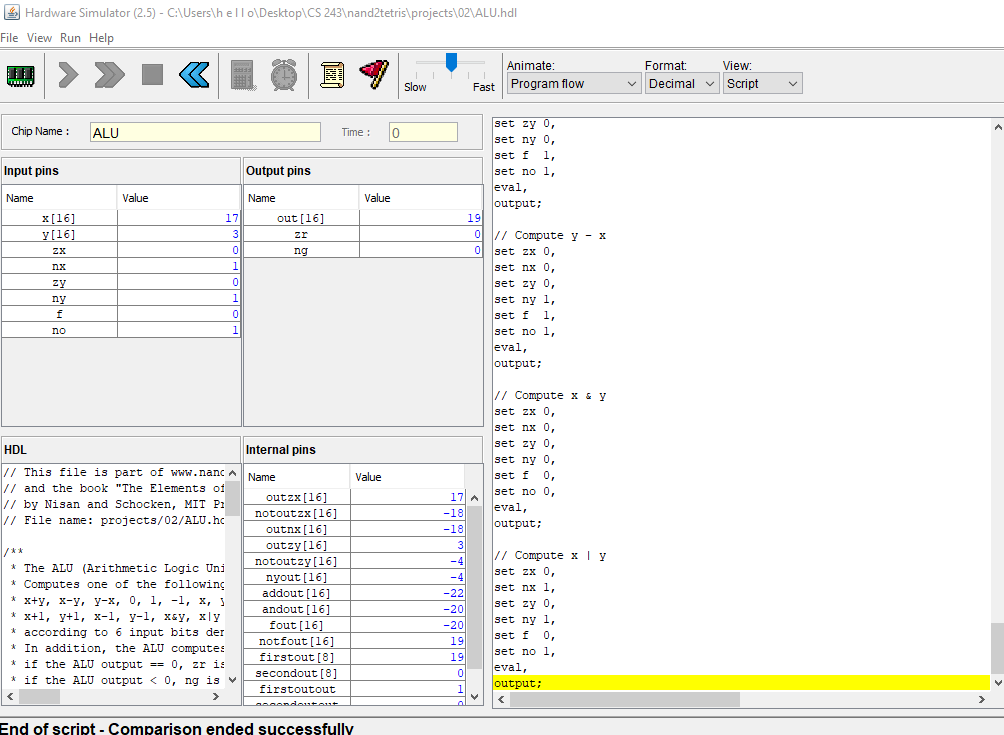 Hardware Simulator (2.5) - C:\Users\h e l l o\Desktop\CS 243\nand2tetris\projects\02\ALU.hdl
File View Run Help
Slow Fast
Animate: Format: View:
Program flow Decimal Script
Chip Name : ALU Time : 0
Input pins
Name Value
x[16] 17
y[16] 3
zx 0
nx 1
zy 0
ny 1
f 0
no 1
Output pins
Name Value
out[16] 19
zr 0
ng 0
HDL
// This file is part of www.nand
// and the book "The Elements of
// by Nisan and Schocken, MIT Pr
// File name: projects/02/ALU.hd
/**
* The ALU (Arithmetic Logic Uni
* Computes one of the following
* x+y, x-y, y-x, 0, 1, -1, x, y
* x+1, y+1, x-1, y-1, x&y, x|y
* according to 6 input bits den
* In addition, the ALU computes
* if the ALU output == 0, zr is
* if the ALU output < 0, ng is
Internal pins
Name Value
outzx[16] 17
notoutzx[16] -18
outnx[16] -18
outzy[16] 3
notoutzy[16] -4
nyout[16] -4
addout[16] -22
andout[16] -20
fout[16] -20
notfout[16] 19
firstout[8] 19
secondout[8] 0
firstoutout 1
secondoutout 0
set zy 0,
set ny 0,
set f 1,
set no 1,
eval,
output;
// Compute y - x
set zx 0,
set nx 0,
set zy 0,
set ny 1,
set f 1,
set no 1,
eval,
output;
// Compute x & y
set zx 0,
set nx 0,
set zy 0,
set ny 0,
set f 0,
set no 0,
eval,
output;
// Compute x | y
set zx 0,
set nx 1,
set zy 0,
set ny 1,
set f 0,
set no 1,
eval,
output;
End of script - Comparison ended successfully